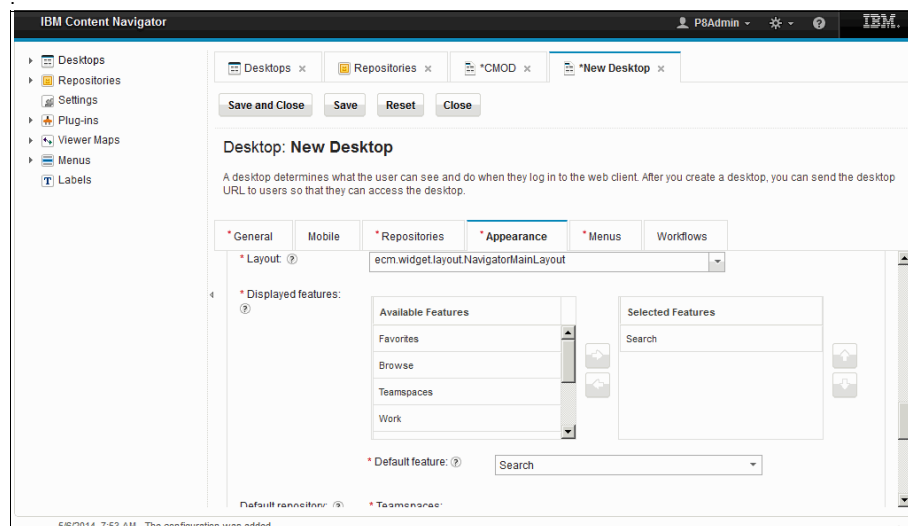 IBM Content Navigator
P8Admin
IBM.
Desktops
Repositories
Settings
Plug-ins
Viewer Maps
Menus
Labels
Desktops
Repositories
*CMOD
*New Desktop
Save and Close
Save
Reset
Close
Desktop: New Desktop
A desktop determines what the user can see and do when they log in to the web client. After you create a desktop, you can send the desktop
URL to users so that they can access the desktop.
* General
Mobile
* Repositories
* Appearance
* Menus
Workflows
* Layout:
ecm.widget.layout.NavigatorMainLayout
* Displayed features:
Available Features
Favorites
Browse
Teamspaces
Work
Selected Features
Search
* Default feature:
Search
Default repository:
* Teamspaces:
5/6/2014, 7:53 AM The configuration was added